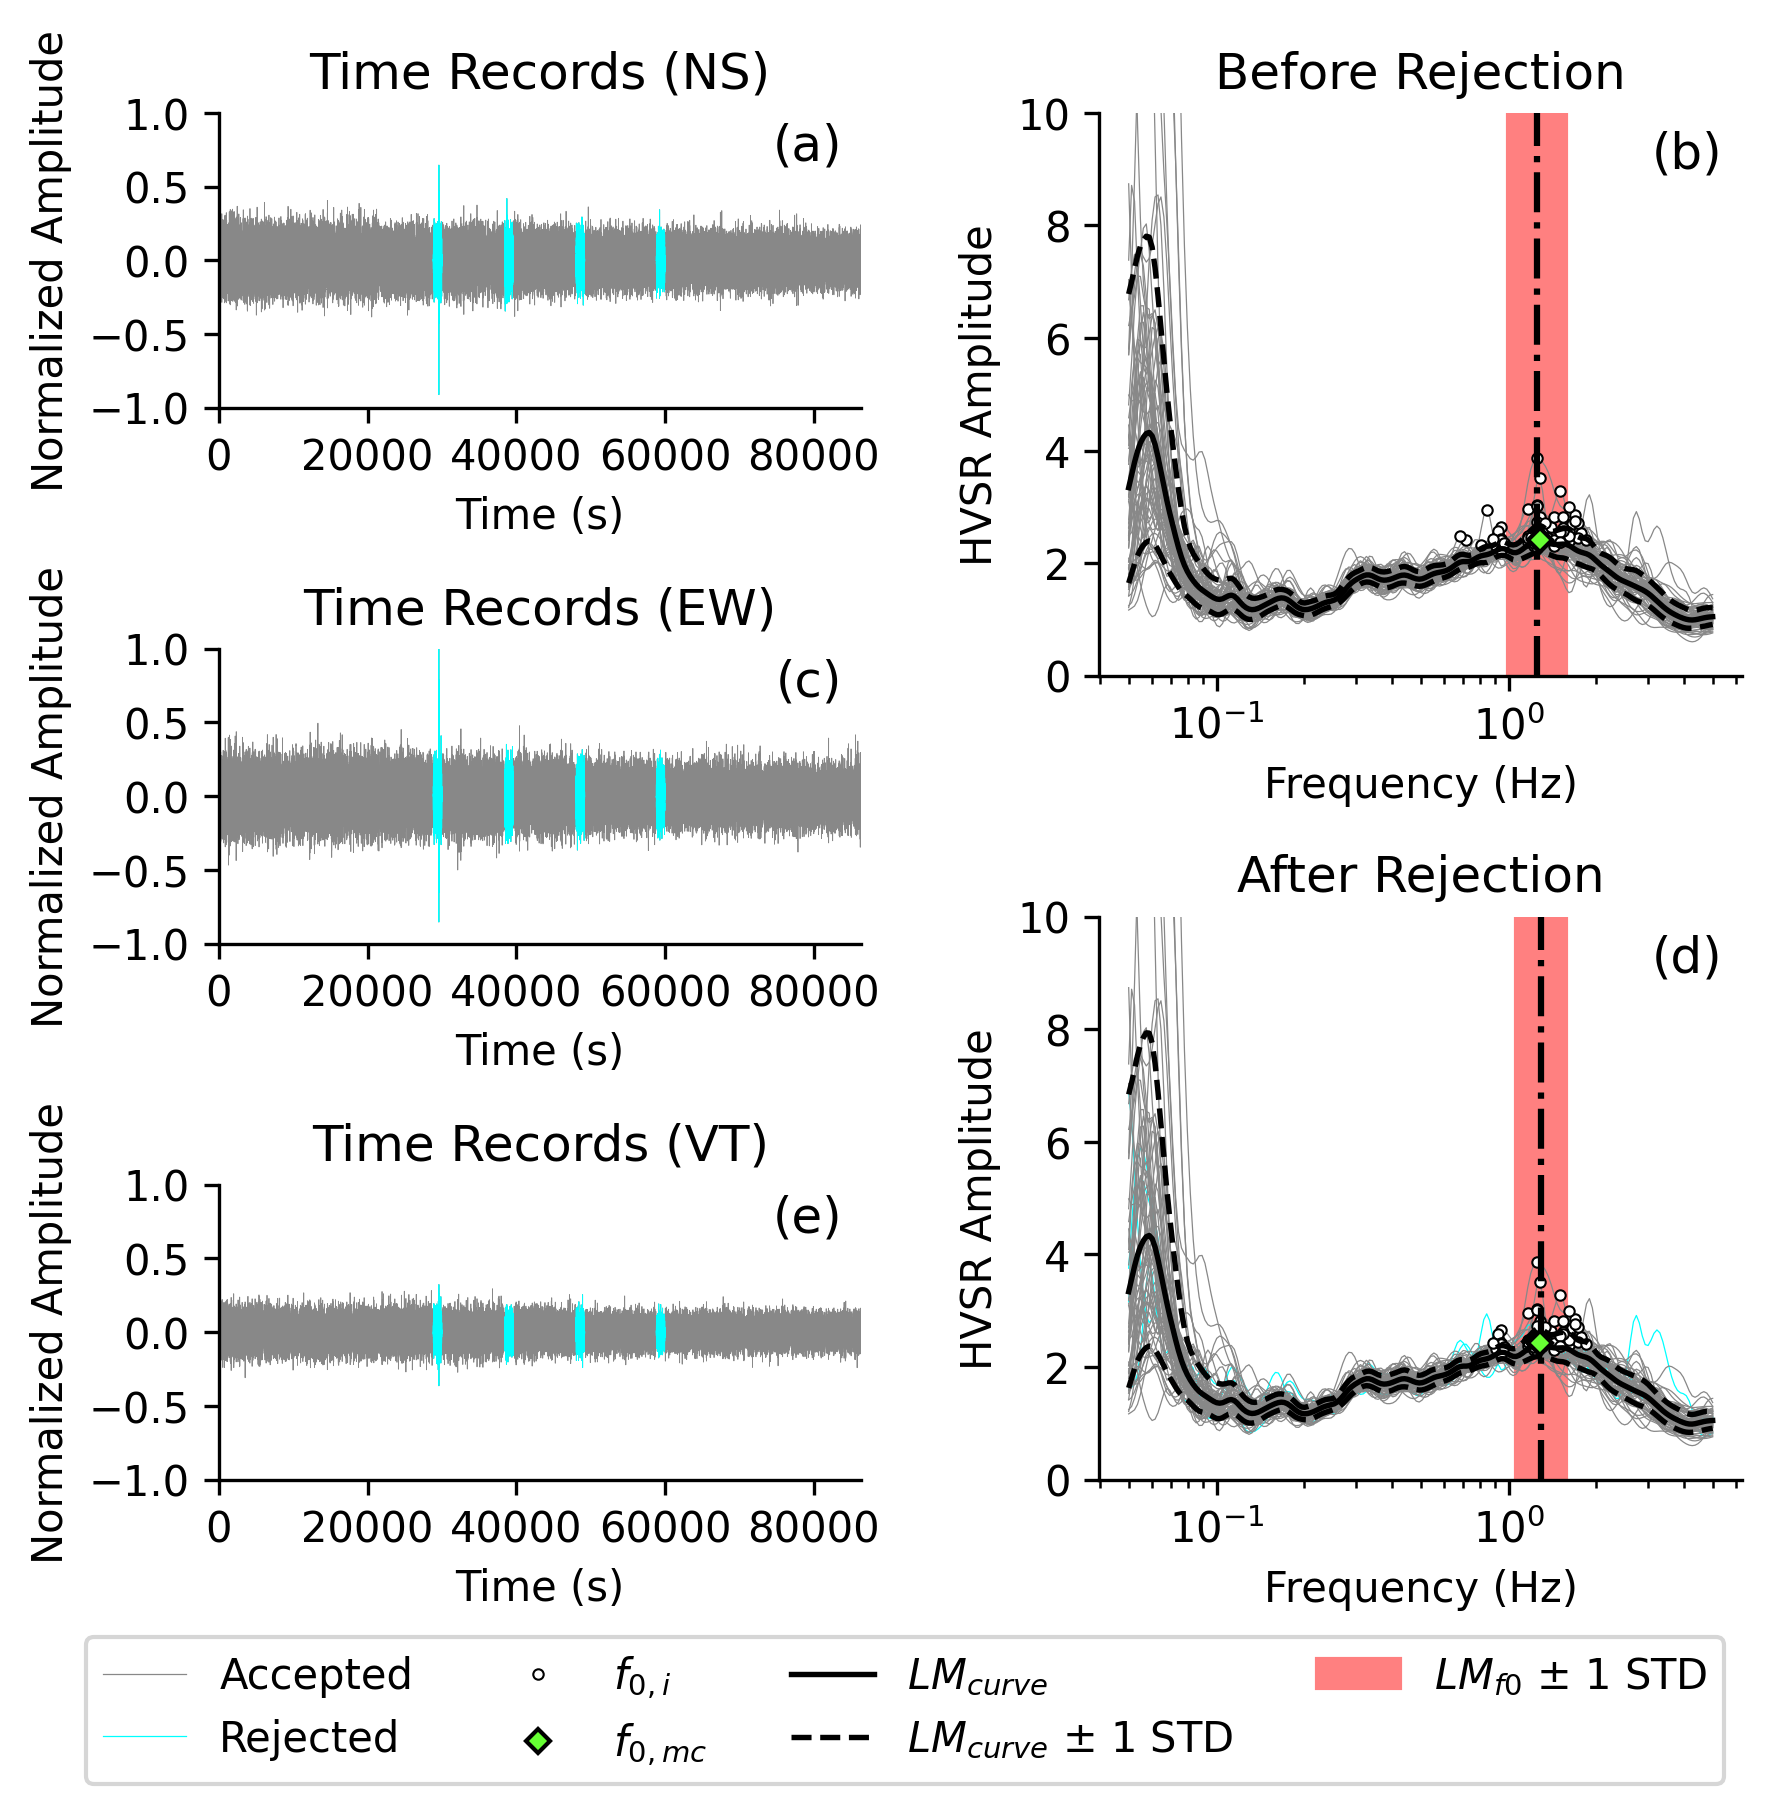 Time Records (NS)
(a)
Normalized Amplitude
1.0
0.5
0.0
−0.5
−1.0
0 20000 40000 60000 80000
Time (s)
Before Rejection
(b)
HVSR Amplitude
10
8
6
4
2
0
10⁻¹ 10⁰
Frequency (Hz)
Time Records (EW)
(c)
Normalized Amplitude
1.0
0.5
0.0
−0.5
−1.0
0 20000 40000 60000 80000
Time (s)
After Rejection
(d)
HVSR Amplitude
10
8
6
4
2
0
10⁻¹ 10⁰
Frequency (Hz)
Time Records (VT)
(e)
Normalized Amplitude
1.0
0.5
0.0
−0.5
−1.0
0 20000 40000 60000 80000
Time (s)
Accepted
Rejected
f0,i
f0,mc
LMcurve
LMcurve ± 1 STD
LMf0 ± 1 STD